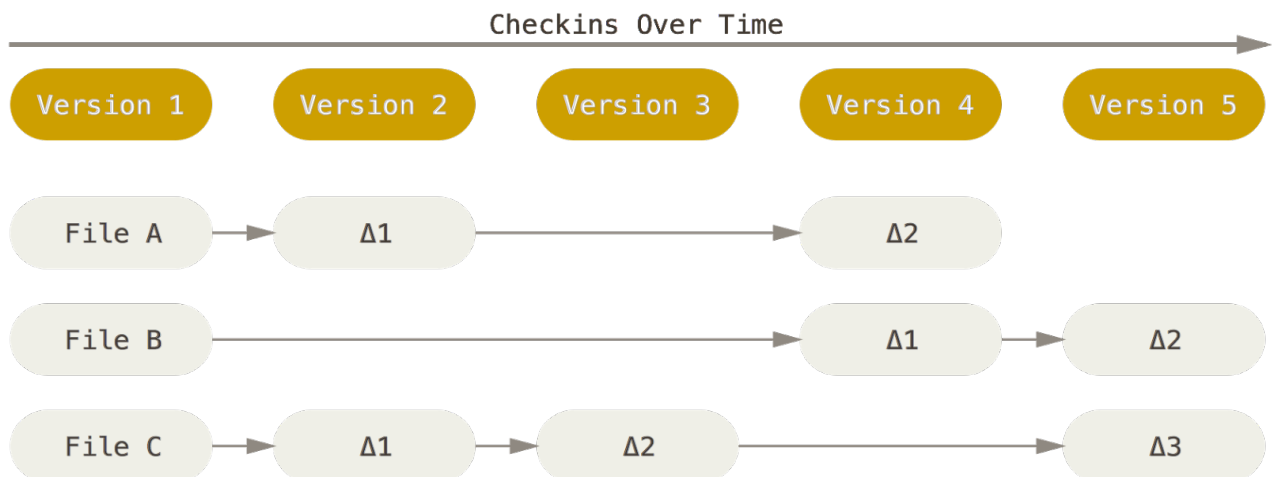 Checkins Over Time
Version 1 Version 2 Version 3 Version 4 Version 5
File A Δ1 Δ2
File B Δ1 Δ2
File C Δ1 Δ2 Δ3